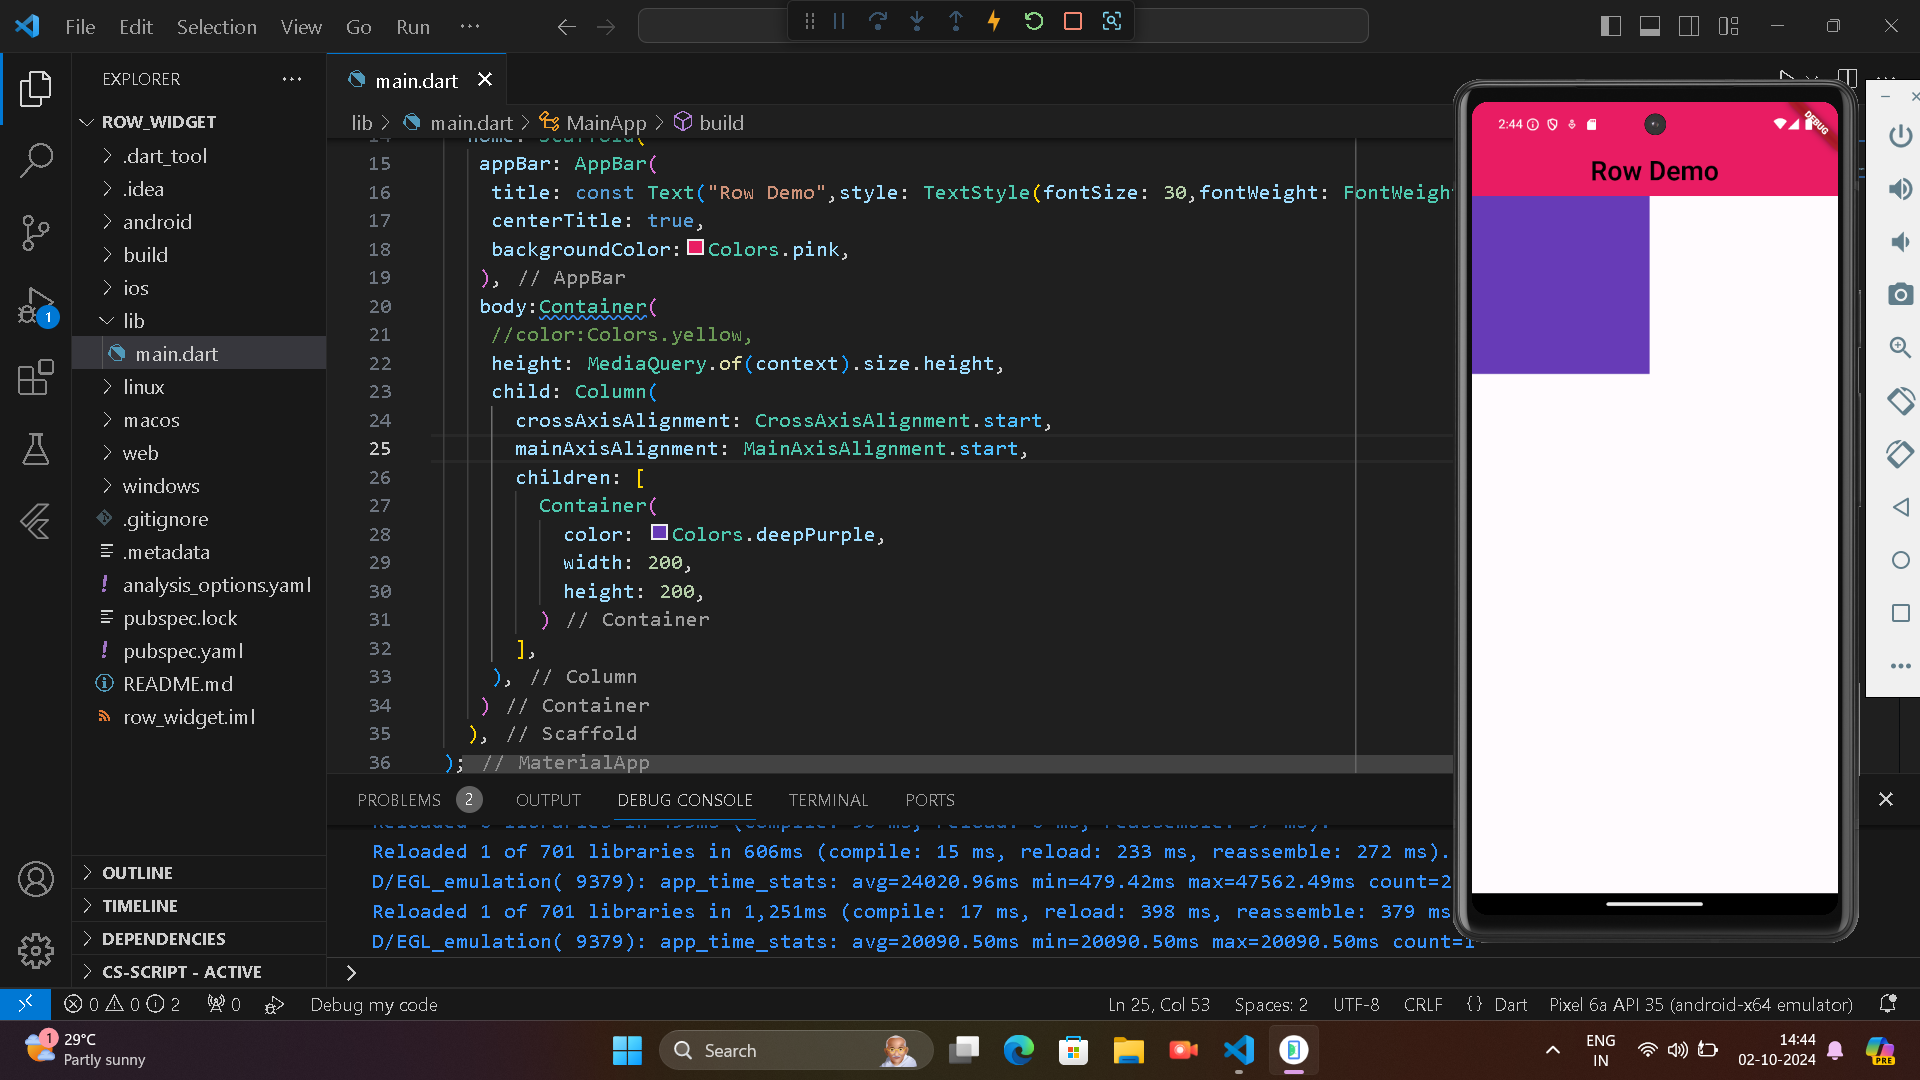 File Edit Selection View Go Run ···
EXPLORER ···
main.dart
lib > main.dart > MainApp > build
ROW_WIDGET
.dart_tool
.idea
android
build
ios
lib
main.dart
linux
macos
web
windows
.gitignore
.metadata
analysis_options.yaml
pubspec.lock
pubspec.yaml
README.md
row_widget.iml
OUTLINE
TIMELINE
DEPENDENCIES
CS-SCRIPT - ACTIVE
1
15 appBar: AppBar(
16 title: const Text("Row Demo",style: TextStyle(fontSize: 30,fontWeight: FontWeight
17 centerTitle: true,
18 backgroundColor: Colors.pink,
19 ), // AppBar
20 body:Container(
21 //color:Colors.yellow,
22 height: MediaQuery.of(context).size.height,
23 child: Column(
24 crossAxisAlignment: CrossAxisAlignment.start,
25 mainAxisAlignment: MainAxisAlignment.start,
26 children: [
27 Container(
28 color: Colors.deepPurple,
29 width: 200,
30 height: 200,
31 ) // Container
32 ],
33 ), // Column
34 ) // Container
35 ), // Scaffold
36 ); // MaterialApp
PROBLEMS 2 OUTPUT DEBUG CONSOLE TERMINAL PORTS
Reloaded 1 of 701 libraries in 606ms (compile: 15 ms, reload: 233 ms, reassemble: 272 ms).
D/EGL_emulation( 9379): app_time_stats: avg=24020.96ms min=479.42ms max=47562.49ms count=2
Reloaded 1 of 701 libraries in 1,251ms (compile: 17 ms, reload: 398 ms, reassemble: 379 ms
D/EGL_emulation( 9379): app_time_stats: avg=20090.50ms min=20090.50ms max=20090.50ms count=1
>
2:44
DEBUG
Row Demo
0 0 2 0 Debug my code Ln 25, Col 53 Spaces: 2 UTF-8 CRLF {} Dart Pixel 6a API 35 (android-x64 emulator)
1
29°C
Partly sunny
Search
ENG
IN
14:44
02-10-2024
PRE